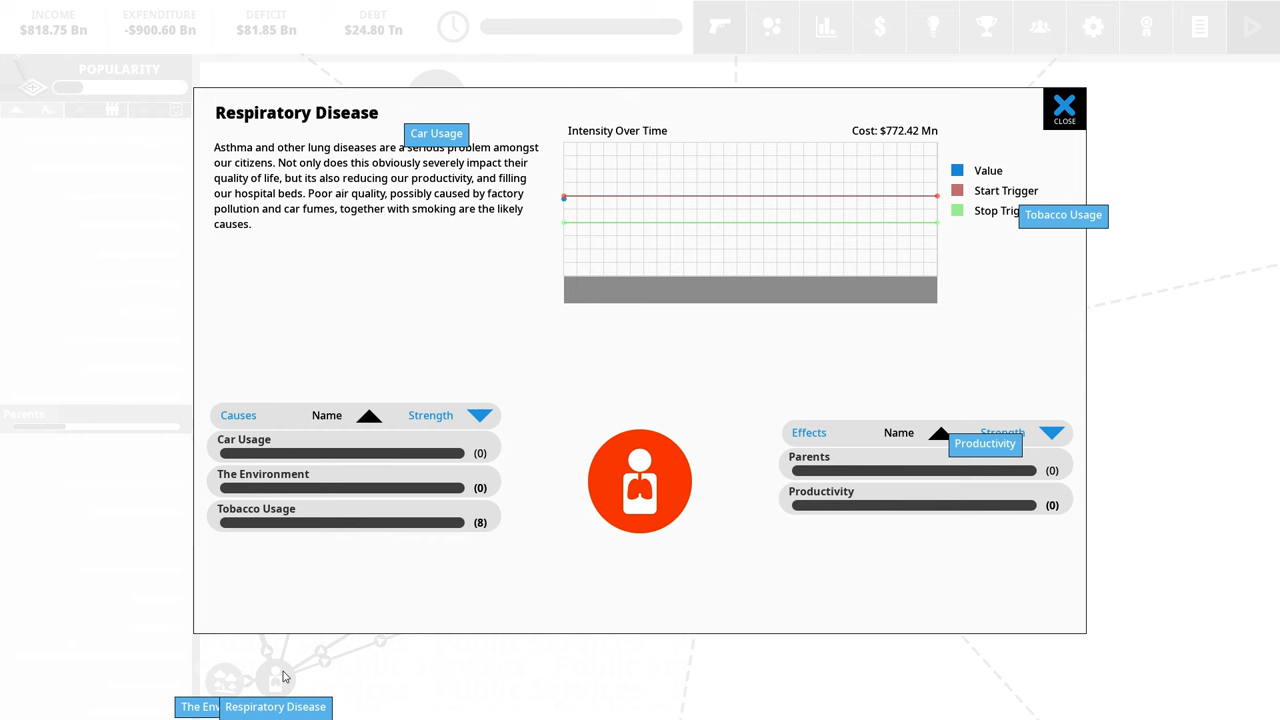 INCOME
$818.75 Bn
EXPENDITURE
-$900.60 Bn
DEFICIT
$81.85 Bn
DEBT
$24.80 Tn
POPULARITY
Respiratory Disease
CLOSE
Car Usage
Asthma and other lung diseases are a serious problem amongst
our citizens. Not only does this obviously severely impact their
quality of life, but its also reducing our productivity, and filling
our hospital beds. Poor air quality, possibly caused by factory
pollution and car fumes, together with smoking are the likely
causes.
Intensity Over Time
Cost: $772.42 Mn
Value
Start Trigger
Stop Trig
Tobacco Usage
Parents
Causes Name Strength
Car Usage
(0)
The Environment
(0)
Tobacco Usage
(8)
Effects Name Strength
Productivity
Parents
(0)
Productivity
(0)
The Env
Respiratory Disease